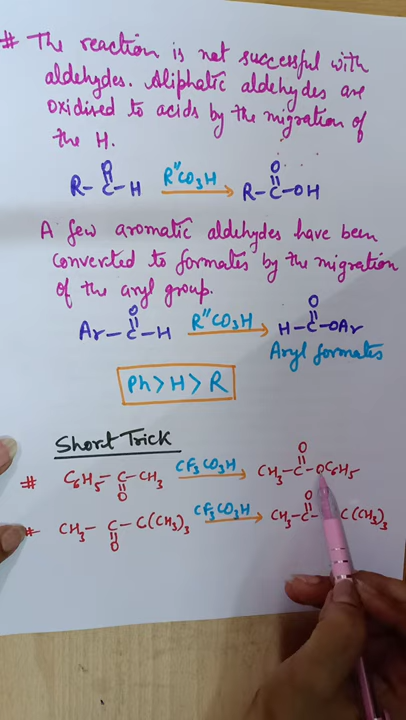 # The reaction is not successful with
aldehydes. Aliphatic aldehydes are
oxidised to acids by the migration of
the H.
O O
R-C-H R"CO3H R-C-OH
A few aromatic aldehydes have been
converted to formates by the migration
of the aryl group.
O O
Ar-C-H R"CO3H H-C-OAr
Aryl formates
Ph>H>R
Short Trick
# C6H5-C-CH3 CF3CO3H CH3-C-OC6H5
O O
* CH3-C-C(CH3)3 CF3CO3H CH3-C- C(CH3)3
O O